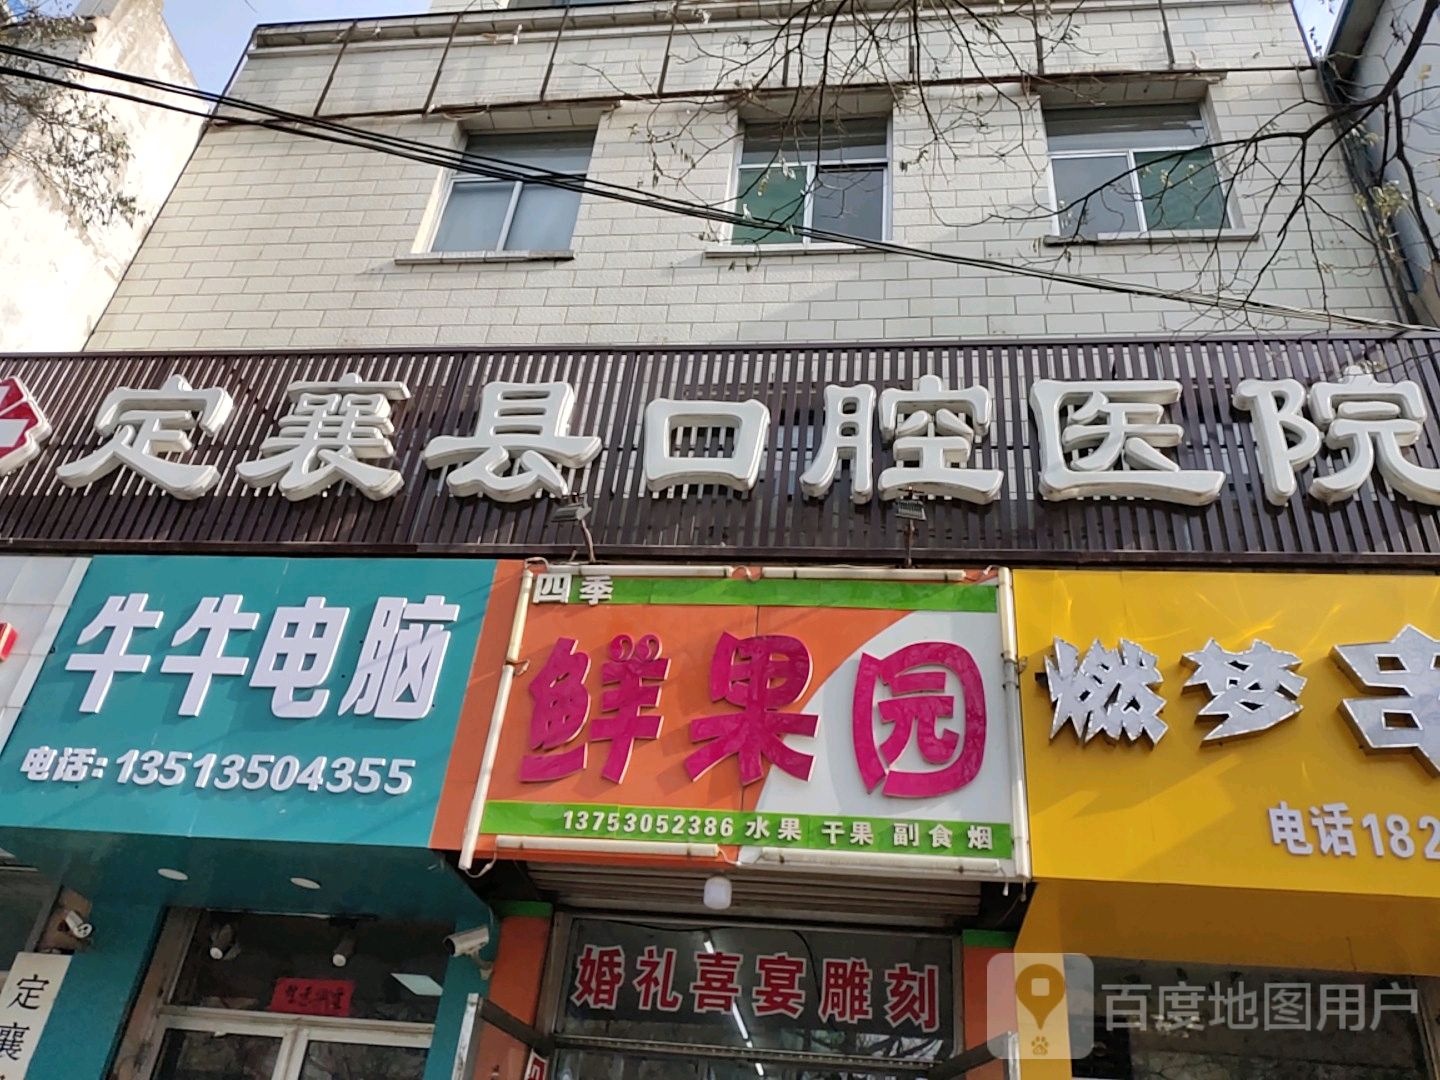 定襄县口腔医院
牛牛电脑
电话:13513504355
四季
鲜果园
13753052386 水果 干果 副食 烟
燃梦
电话182
婚礼喜宴雕刻
定襄
百度地图用户